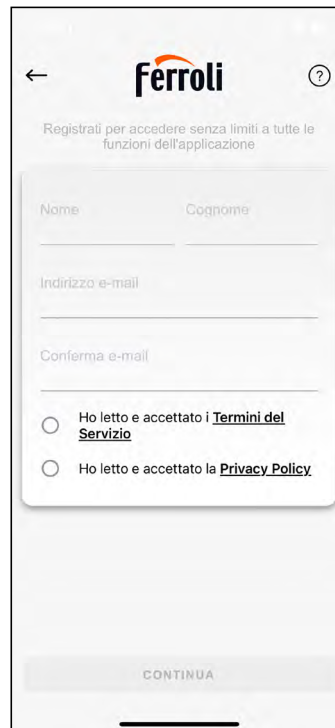 Ferroli
?
Registrati per accedere senza limiti a tutte le
funzioni dell'applicazione
Nome Cognome
Indirizzo e-mail
Conferma e-mail
Ho letto e accettato i Termini del
Servizio
Ho letto e accettato la Privacy Policy
CONTINUA